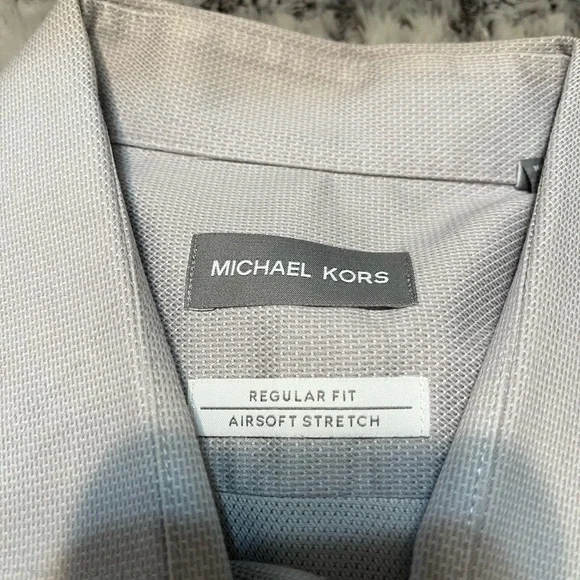 MICHAEL KORS
REGULAR FIT
AIRSOFT STRETCH